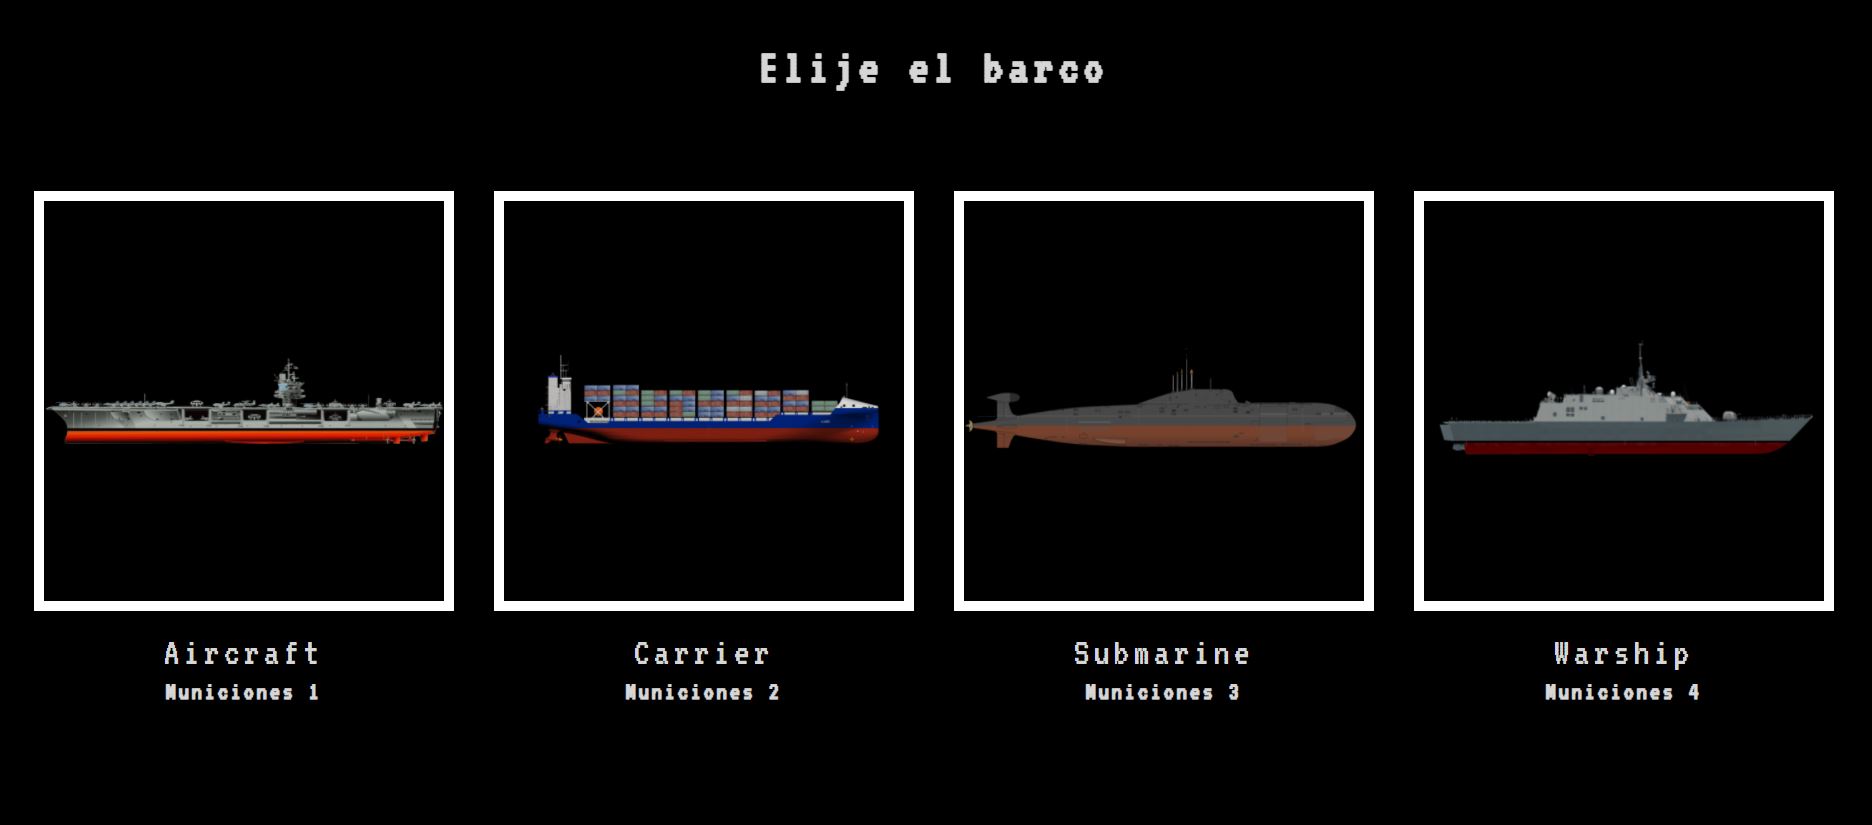 Elije el barco
Aircraft
Municiones 1
Carrier
Municiones 2
Submarine
Municiones 3
Warship
Municiones 4